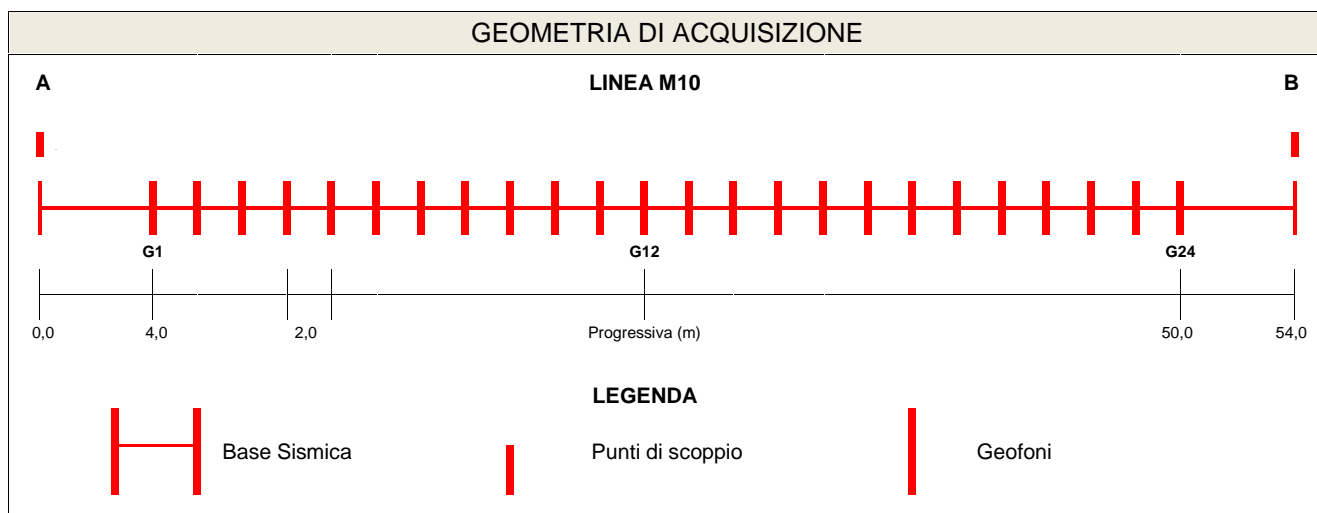 GEOMETRIA DI ACQUISIZIONE
A LINEA M10 B
G1 G12 G24
0,0 4,0 2,0 Progressiva (m) 50,0 54,0
LEGENDA
Base Sismica Punti di scoppio Geofoni